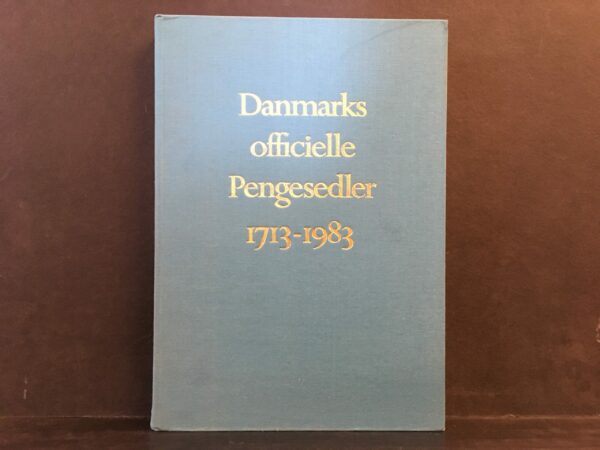 Danmarks
officielle
Pengesedler
1713-1983